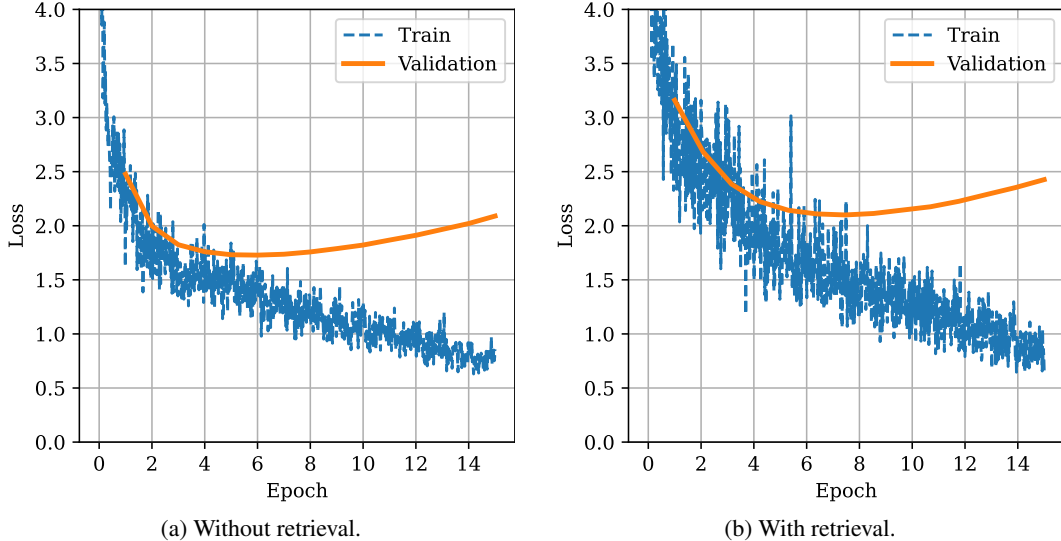 4.0
3.5
3.0
2.5
2.0
1.5
1.0
0.5
0.0
Loss
Train
Validation
0 2 4 6 8 10 12 14
Epoch
(a) Without retrieval.
4.0
3.5
3.0
2.5
2.0
1.5
1.0
0.5
0.0
Loss
Train
Validation
0 2 4 6 8 10 12 14
Epoch
(b) With retrieval.